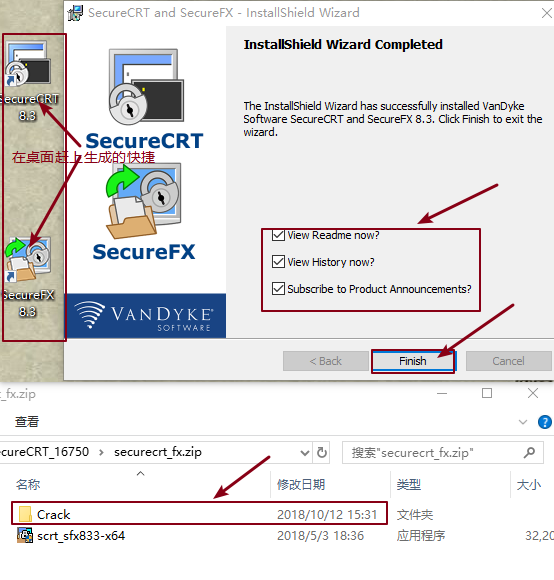 SecureCRT and SecureFX - InstallShield Wizard
SecureCRT
8.3
在桌面赶上生成的快捷
SecureFX
8.3
SecureCRT
SecureFX
VANDYKE®
SOFTWARE
InstallShield Wizard Completed
The InstallShield Wizard has successfully installed VanDyke
Software SecureCRT and SecureFX 8.3. Click Finish to exit the
wizard.
View Readme now?
View History now?
Subscribe to Product Announcements?
< Back
Finish
Cancel
t_fx.zip
查看
ecureCRT_16750 > securecrt_fx.zip
搜索"securecrt_fx.zip"
名称 修改日期 类型 大小
Crack 2018/10/12 15:31 文件夹
scrt_sfx833-x64 2018/5/3 18:36 应用程序 32,20